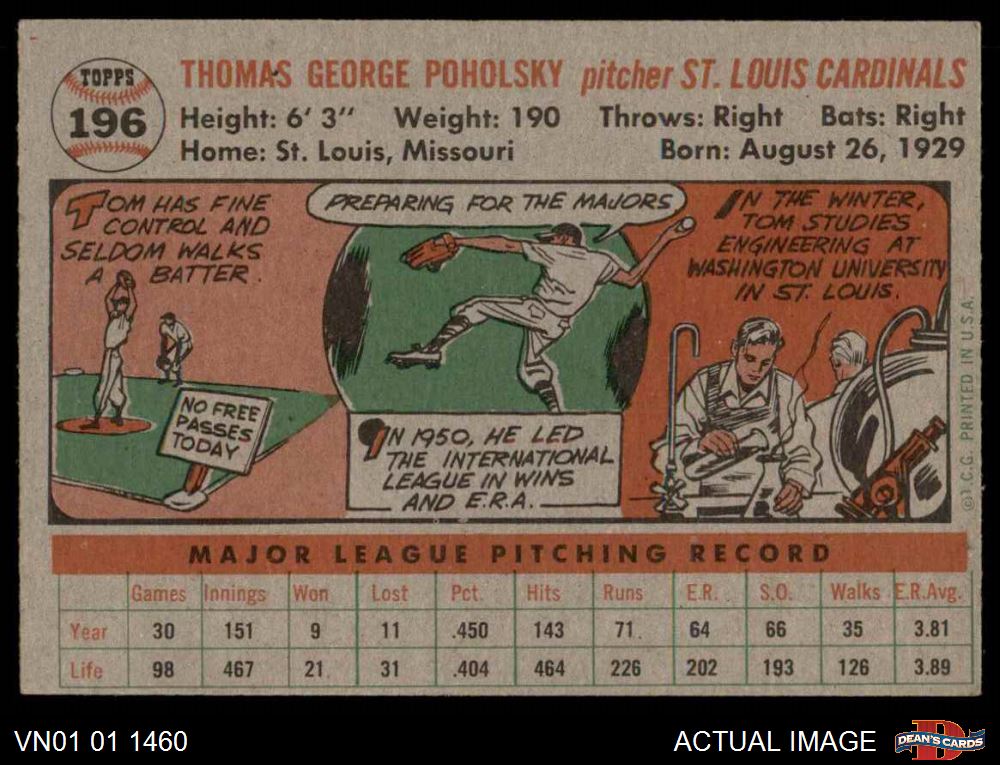 TOPPS
196
THOMAS GEORGE POHOLSKY pitcher ST. LOUIS CARDINALS
Height: 6' 3" Weight: 190 Throws: Right Bats: Right
Home: St. Louis, Missouri Born: August 26, 1929
TOM HAS FINE
CONTROL AND
SELDOM WALKS
A BATTER.
NO FREE
PASSES
TODAY
PREPARING FOR THE MAJORS
IN 1950, HE LED
THE INTERNATIONAL
LEAGUE IN WINS
AND E.R.A.
IN THE WINTER,
TOM STUDIES
ENGINEERING AT
WASHINGTON UNIVERSITY
IN ST. LOUIS.
© T.C.G. PRINTED IN U.S.A.
MAJOR LEAGUE PITCHING RECORD
Games Innings Won Lost Pct. Hits Runs E.R. S.O. Walks E.R.Avg.
Year 30 151 9 11 .450 143 71 64 66 35 3.81
Life 98 467 21 31 .404 464 226 202 193 126 3.89
VN01 01 1460
ACTUAL IMAGE
DEAN'S CARDS